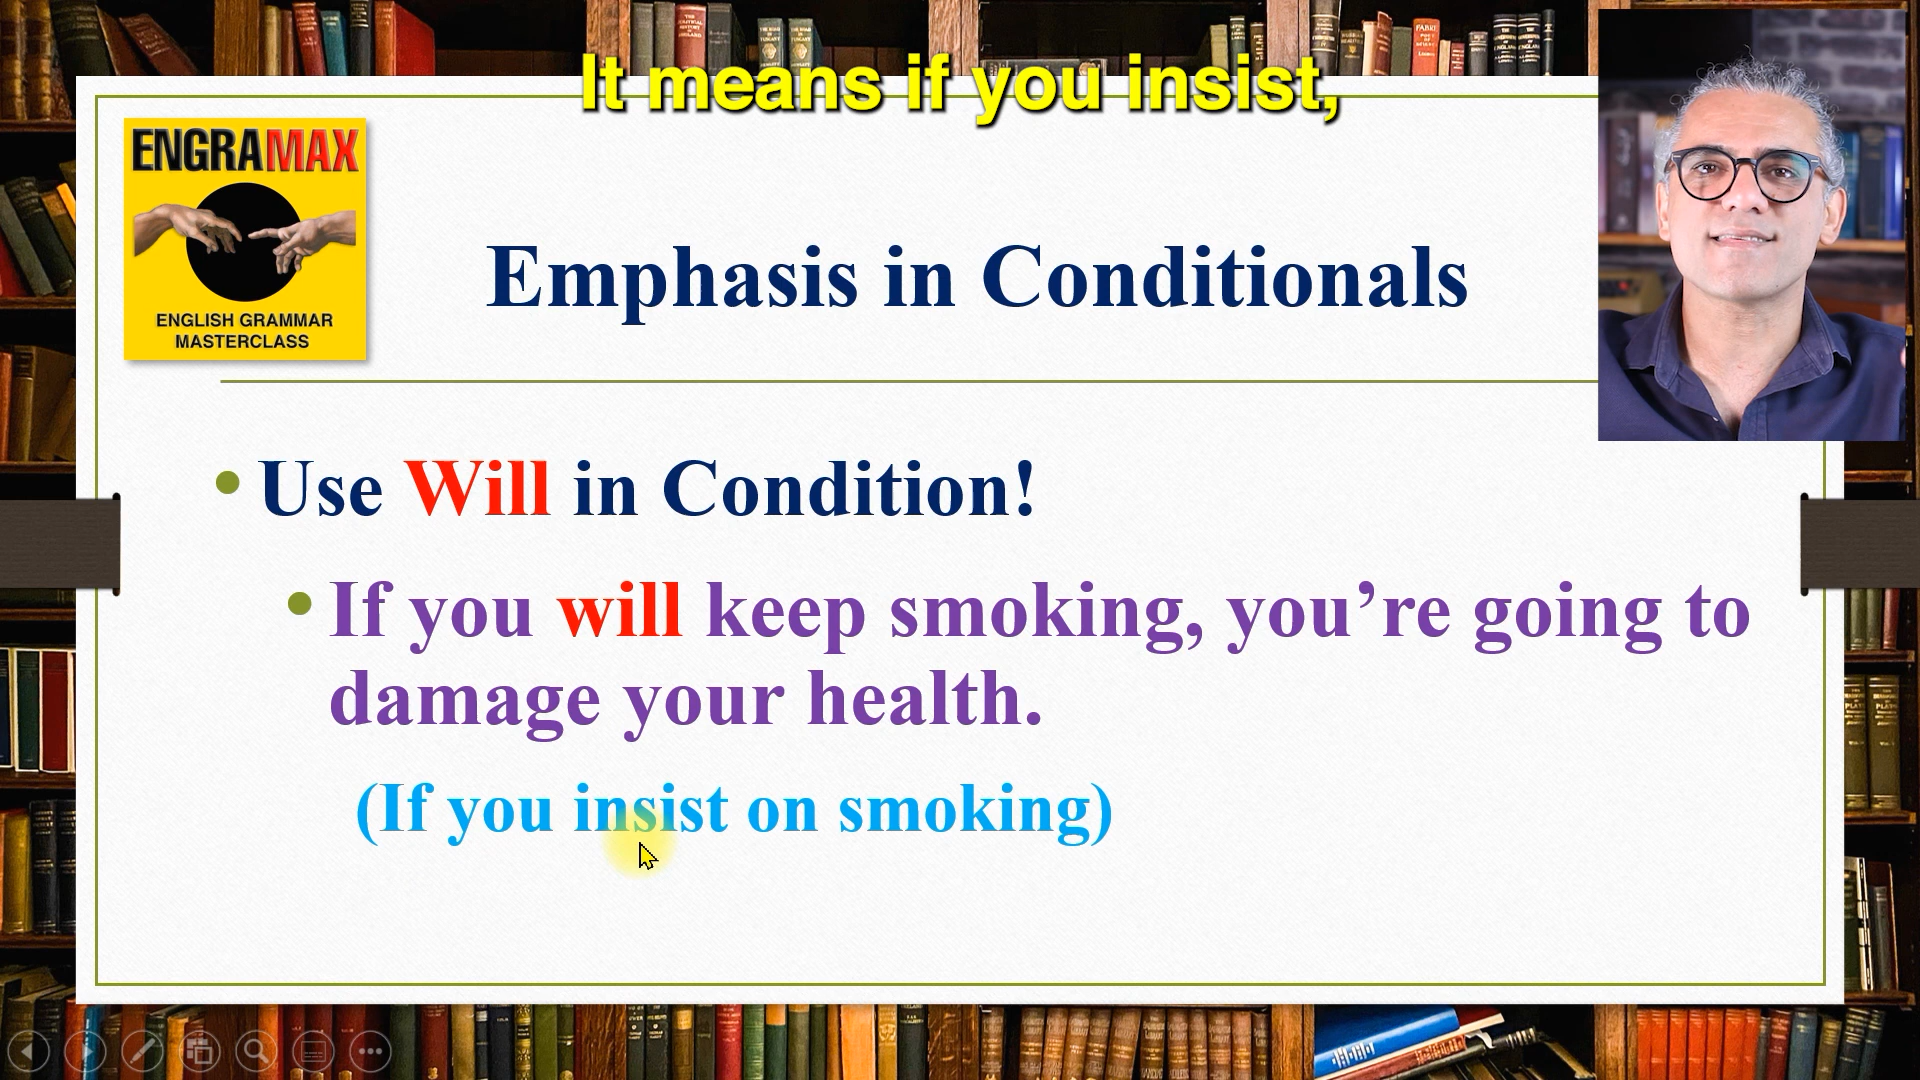 It means if you insist,
ENGRAMAX
ENGLISH GRAMMAR
MASTERCLASS
Emphasis in Conditionals
Use Will in Condition!
If you will keep smoking, you’re going to
damage your health.
(If you insist on smoking)